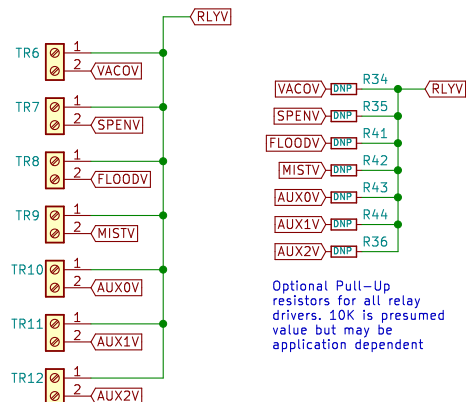 RLYV
TR6 1
2 VACOV
TR7 1
2 SPENV
TR8 1
2 FLOODV
TR9 1
2 MISTV
TR10 1
2 AUX0V
TR11 1
2 AUX1V
TR12 1
2 AUX2V
VACOV DNP R34 RLYV
SPENV DNP R35
FLOODV DNP R41
MISTV DNP R42
AUX0V DNP R43
AUX1V DNP R44
AUX2V DNP R36
Optional Pull-Up
resistors for all relay
drivers. 10K is presumed
value but may be
application dependent